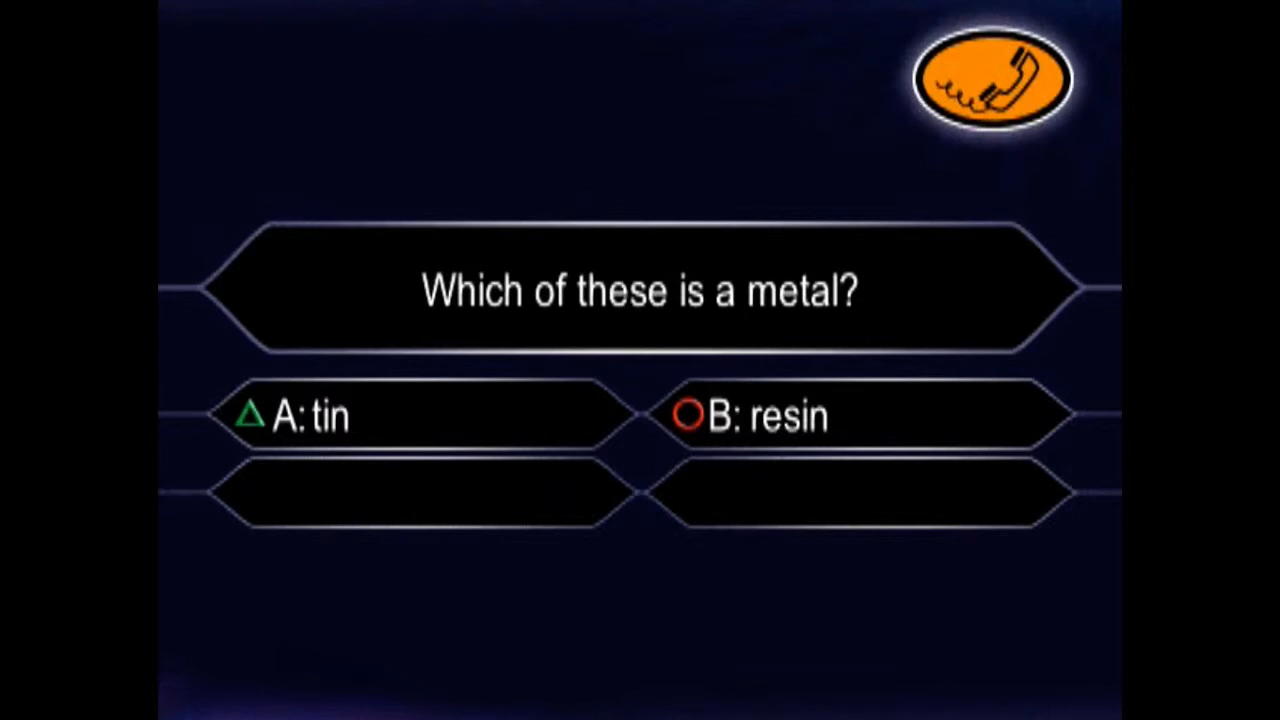 Which of these is a metal?
A: tin
B: resin